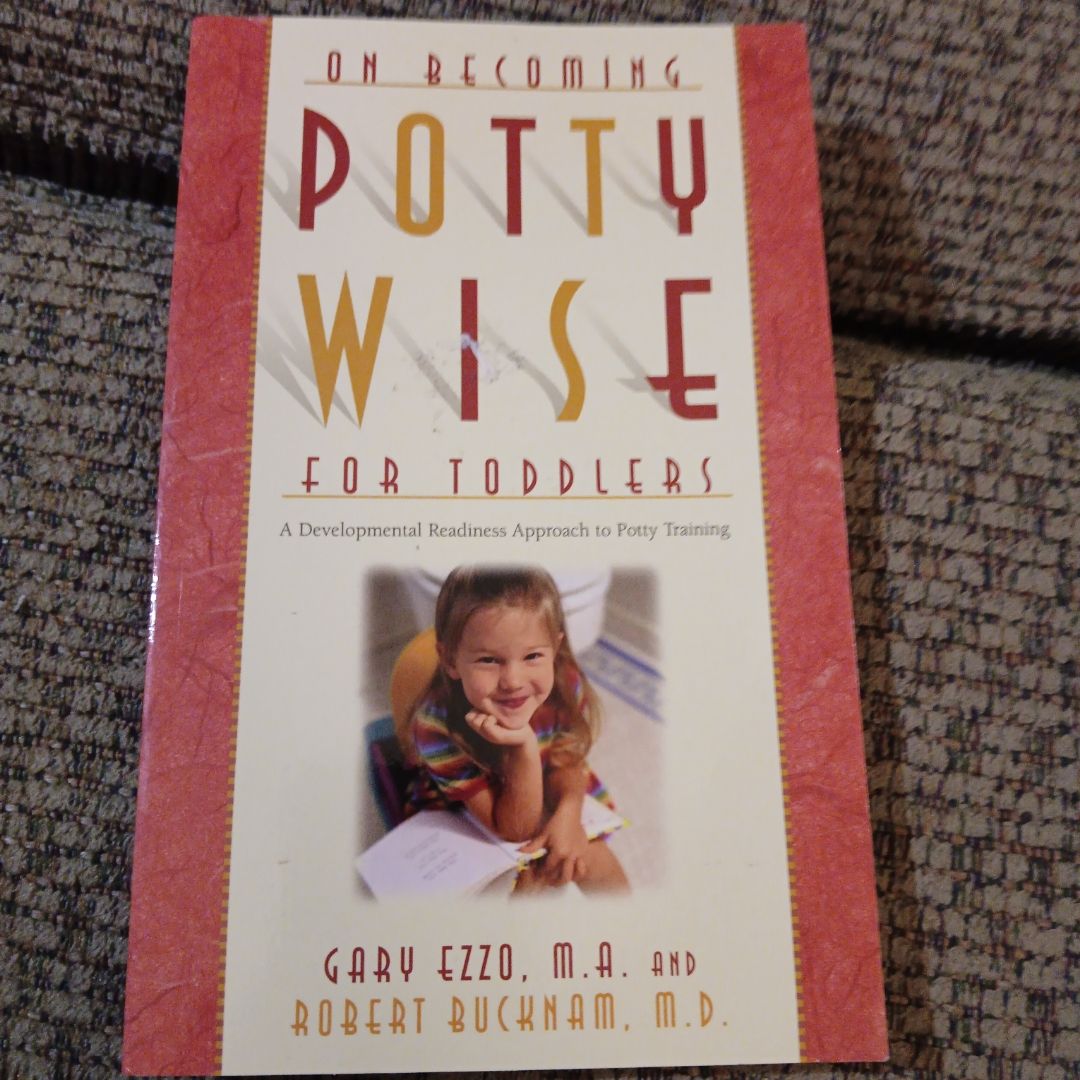 ON BECOMING
POTTY
WISE
FOR TODDLERS
A Developmental Readiness Approach to Potty Training
GARY EZZO, M.A. AND
ROBERT BUCKNAM, M.D.